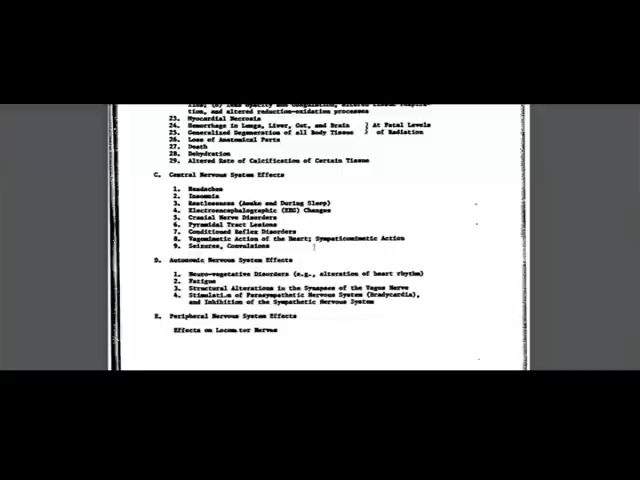 tion, and altered reduction-oxidation processes
23. Myocardial Necrosis
24. Hemorrhage in Lungs, Liver, Gut, and Brain } At Fatal Levels
25. Generalized Degeneration of all Body Tissue } of Radiation
26. Loss of Anatomical Parts
27. Death
28. Dehydration
29. Altered Rate of Calcification of Certain Tissue
C. Central Nervous System Effects
1. Headaches
2. Insomnia
3. Restlessness (Awake and During Sleep)
4. Electroencephalographic (EEG) Changes
5. Cranial Nerve Disorders
6. Pyramidal Tract Lesions
7. Conditioned Reflex Disorders
8. Vagomimetic Action of the Heart; Sympaticomimetic Action
9. Seizures, Convulsions
D. Autonomic Nervous System Effects
1. Neuro-vegetative Disorders (e.g., alteration of heart rhythm)
2. Fatigue
3. Structural Alterations in the Synapses of the Vagus Nerve
4. Stimulation of Parasympathetic Nervous System (Bradycardia),
and Inhibition of the Sympathetic Nervous System
E. Peripheral Nervous System Effects
Effects on Locomotor Nerves